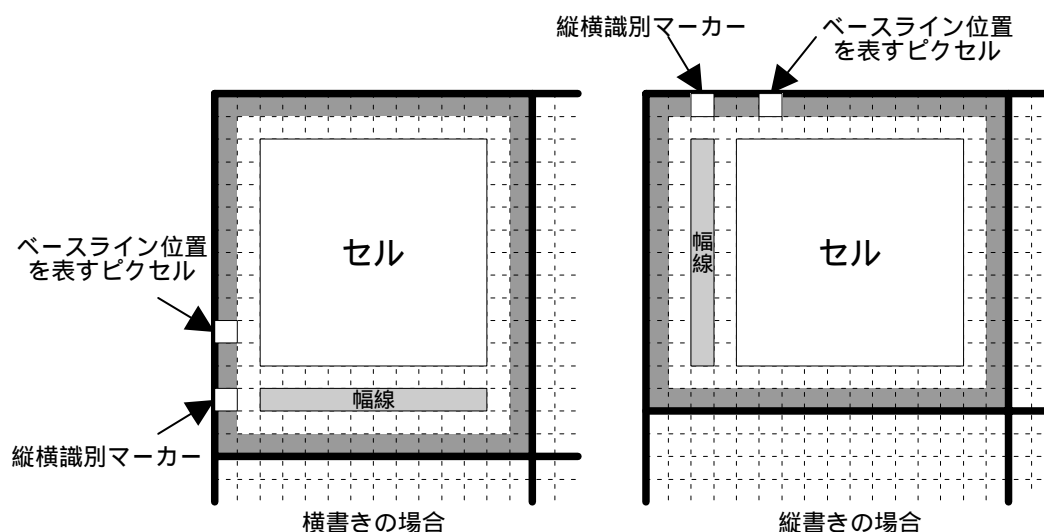 縦横識別マーカー
ベースライン位置
を表すピクセル
セル
ベースライン位置
を表すピクセル
幅線
縦横識別マーカー
横書きの場合
幅線
セル
縦書きの場合